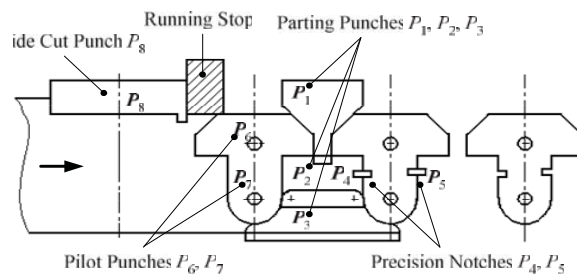 Running Stop
Parting Punches P1, P2, P3
ide Cut Punch P8
P8
P1
P6
P2
P4
P7
P5
P3
Pilot Punches P6, P7
Precision Notches P4, P5